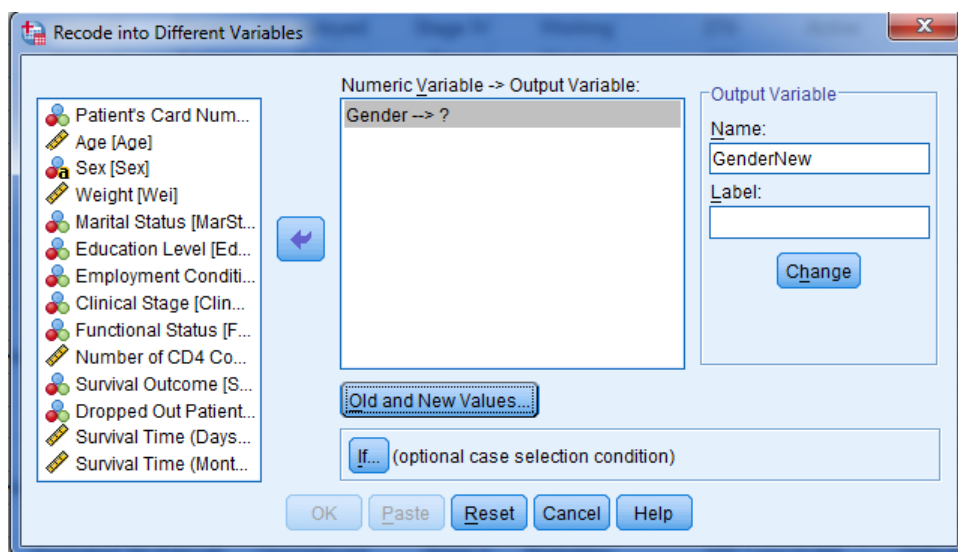 Recode into Different Variables
Patient's Card Num...
Age [Age]
Sex [Sex]
Weight [Wei]
Marital Status [MarSt...
Education Level [Ed...
Employment Conditi...
Clinical Stage [Clin...
Functional Status [F...
Number of CD4 Co...
Survival Outcome [S...
Dropped Out Patient...
Survival Time (Days...
Survival Time (Mont...
Numeric Variable -> Output Variable:
Gender --> ?
Old and New Values...
If... (optional case selection condition)
Output Variable
Name:
GenderNew
Label:
Change
OK Paste Reset Cancel Help